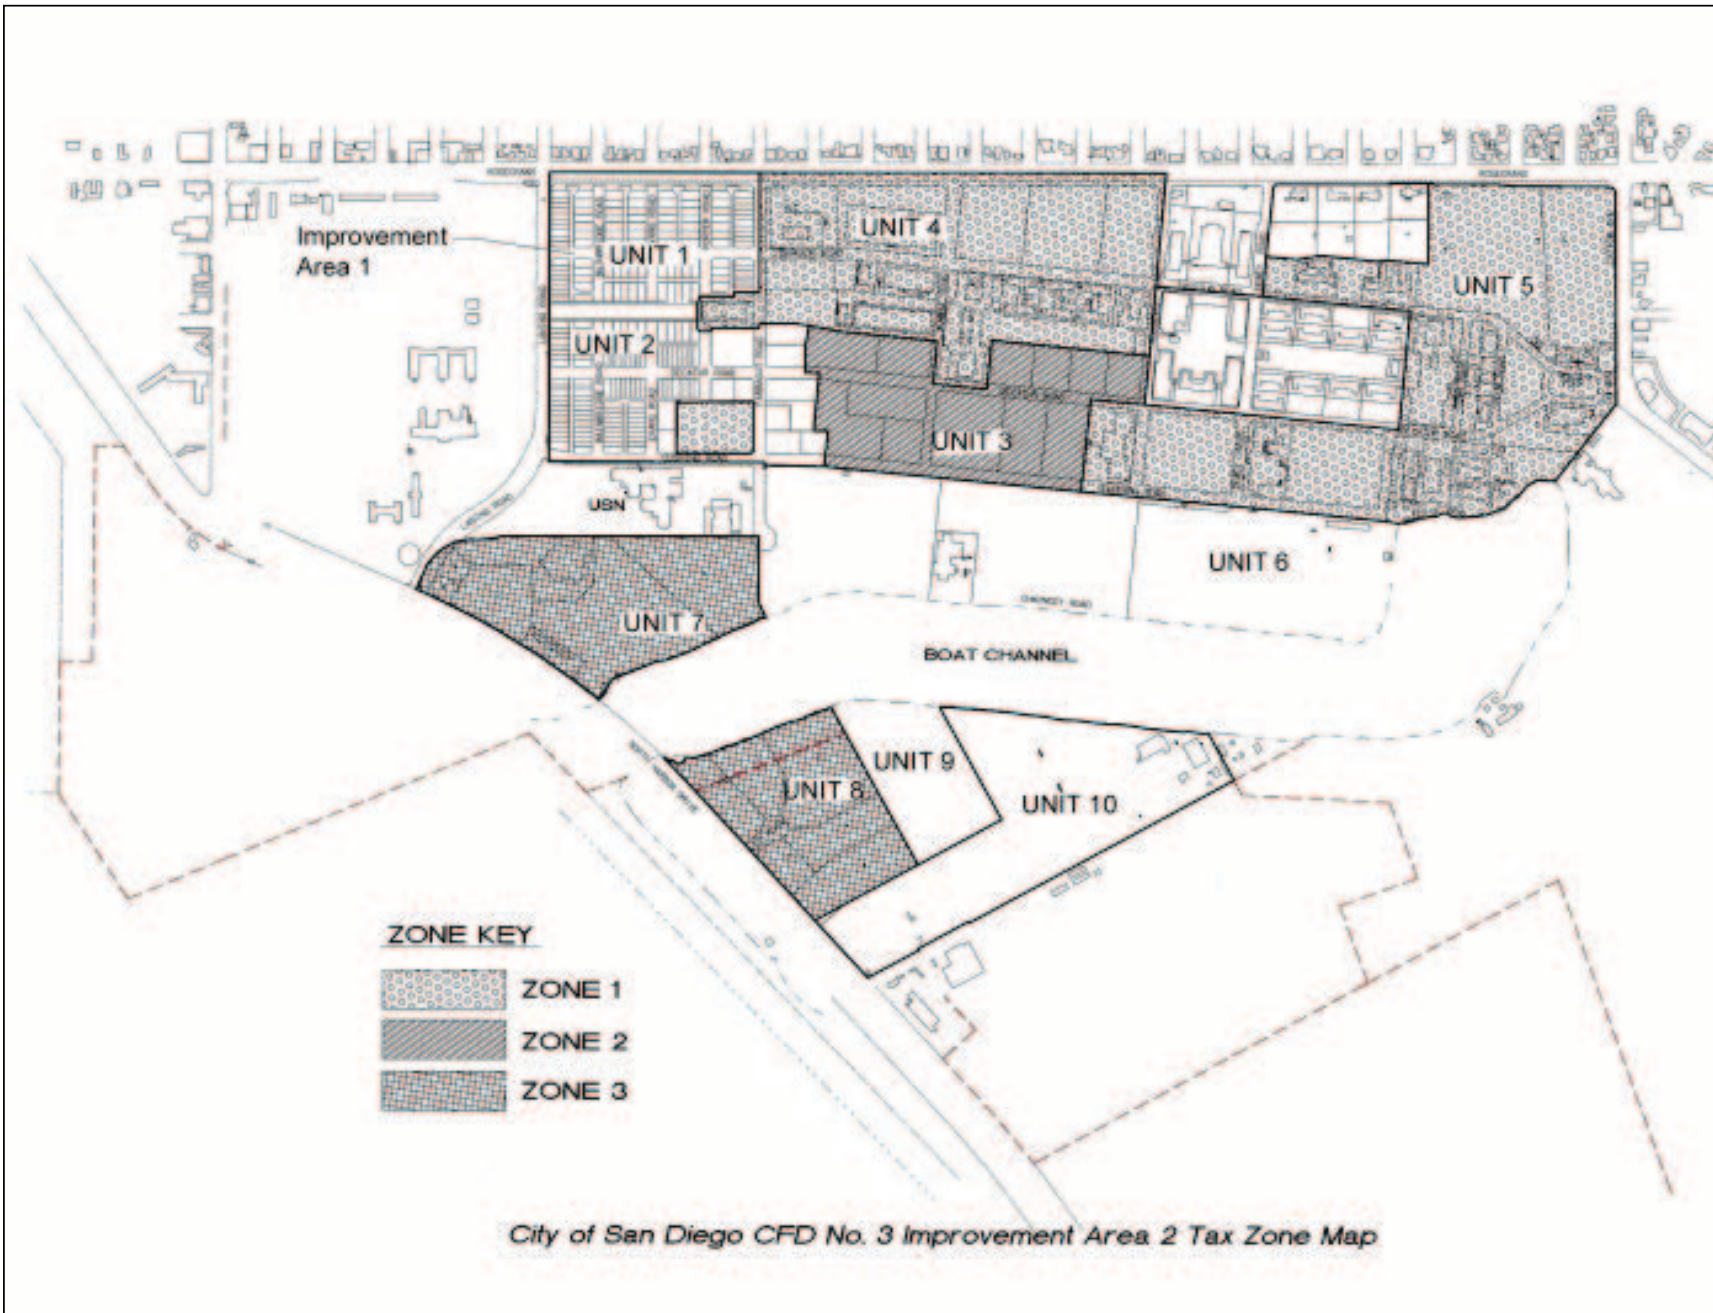 ROSECRANS
ROSECRANS
Improvement
Area 1
UNIT 1
UNIT 4
UNIT 5
UNIT 2
UNIT 3
USN
UNIT 6
UNIT 7
BOAT CHANNEL
UNIT 9
UNIT 8
UNIT 10
ZONE KEY
ZONE 1
ZONE 2
ZONE 3
City of San Diego CFD No. 3 Improvement Area 2 Tax Zone Map